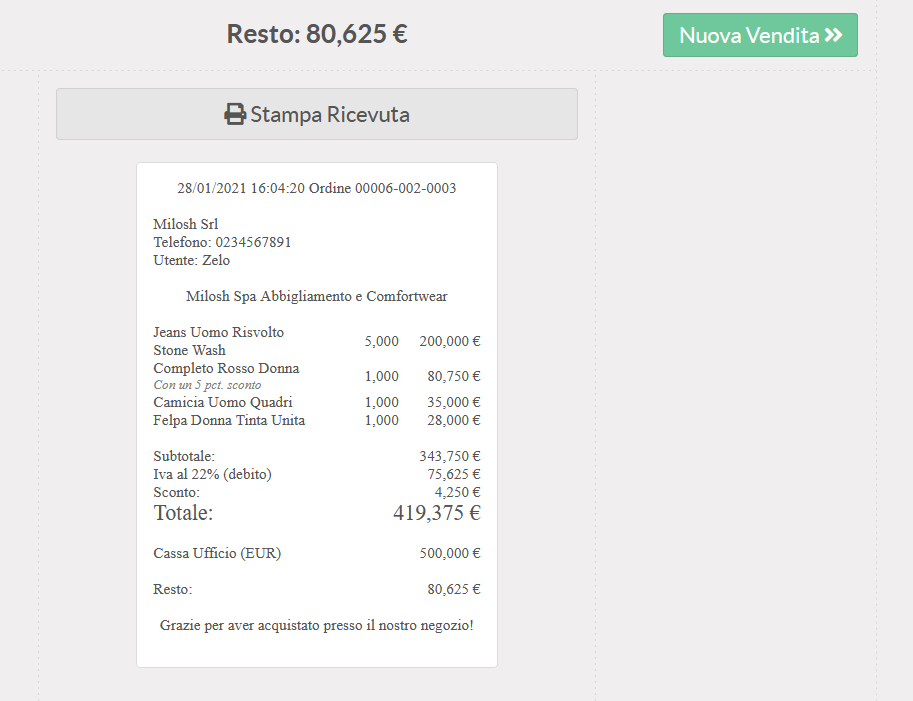 Resto: 80,625 €
Nuova Vendita
Stampa Ricevuta
28/01/2021 16:04:20 Ordine 00006-002-0003
Milosh Srl
Telefono: 0234567891
Utente: Zelo
Milosh Spa Abbigliamento e Comfortwear
Jeans Uomo Risvolto
Stone Wash 5,000 200,000 €
Completo Rosso Donna
Con un 5 pct. sconto 1,000 80,750 €
Camicia Uomo Quadri 1,000 35,000 €
Felpa Donna Tinta Unita 1,000 28,000 €
Subtotale: 343,750 €
Iva al 22% (debito) 75,625 €
Sconto: 4,250 €
Totale: 419,375 €
Cassa Ufficio (EUR) 500,000 €
Resto: 80,625 €
Grazie per aver acquistato presso il nostro negozio!